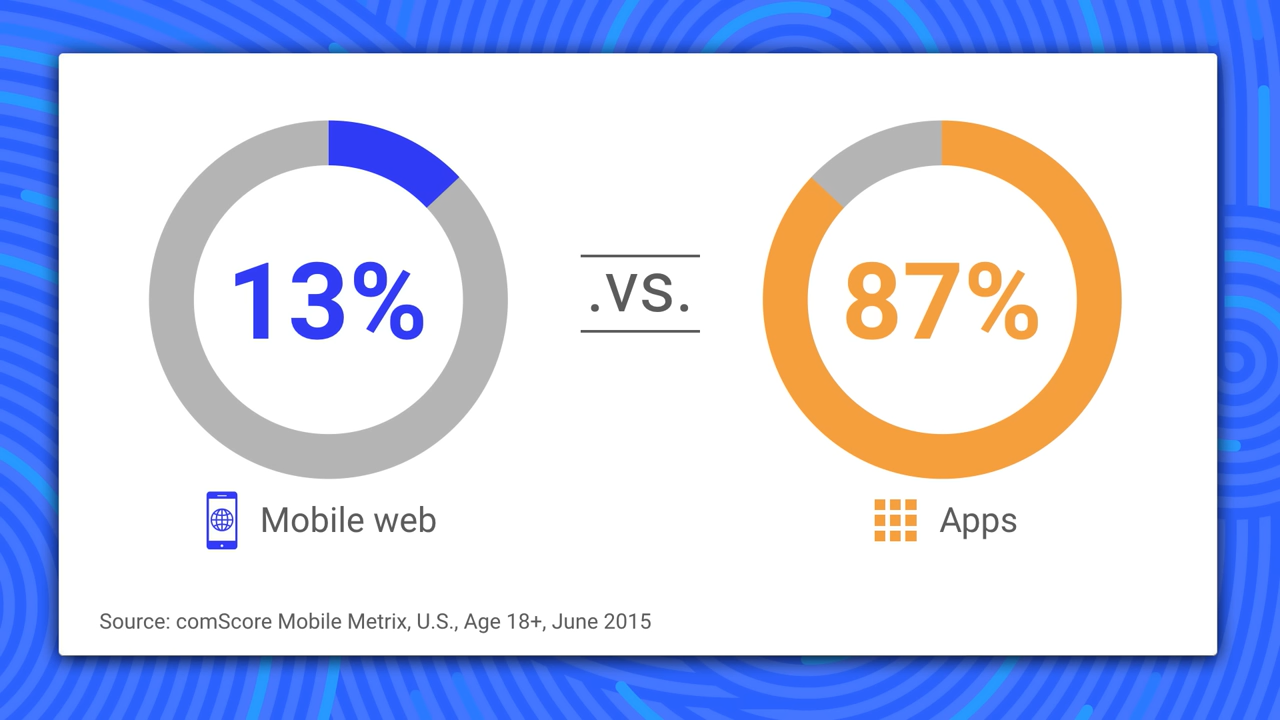 13%
.VS.
87%
Mobile web
Apps
Source: comScore Mobile Metrix, U.S., Age 18+, June 2015